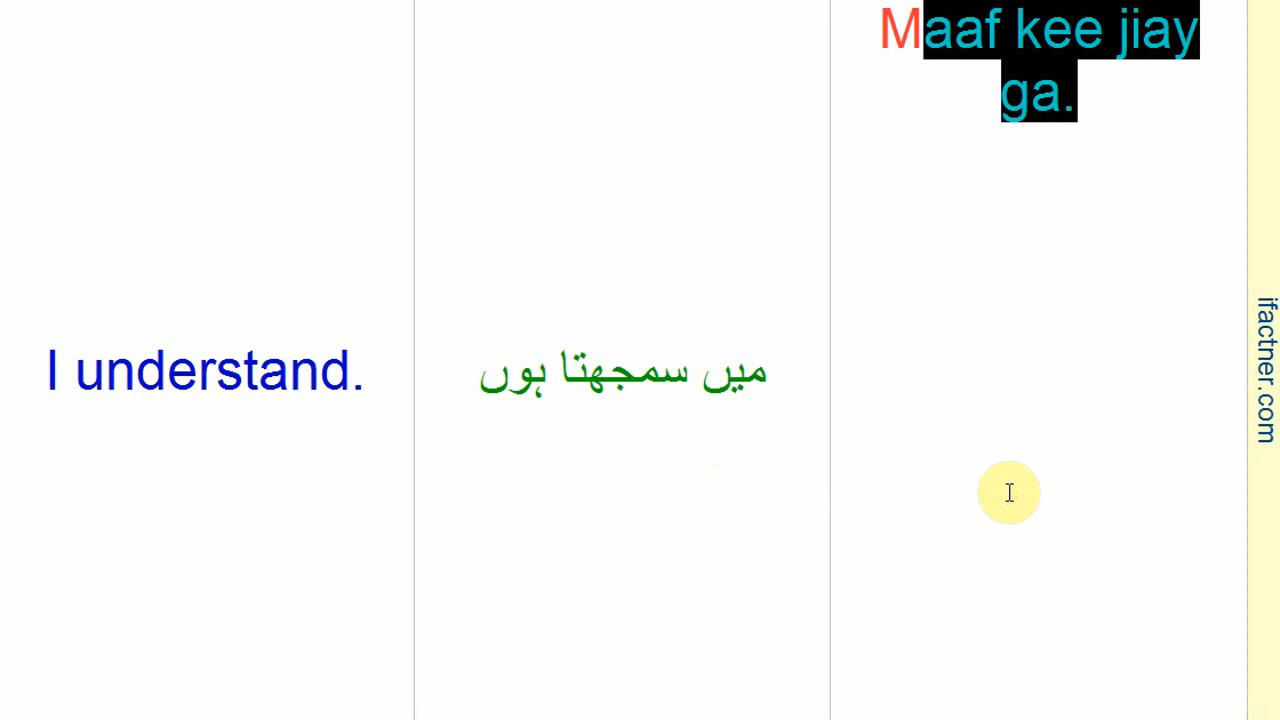 Maaf kee jiay
ga.
I understand.
میں سمجھتا ہوں
ifactner.com